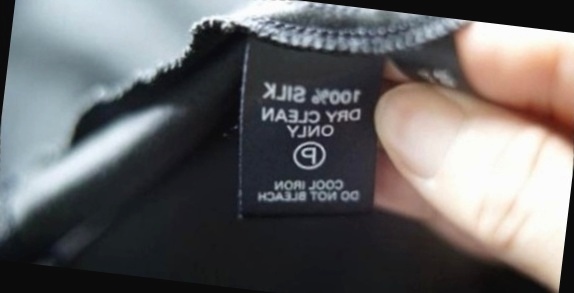 100% SILK
DRY CLEAN
ONLY
P
COOL IRON
DO NOT BLEACH